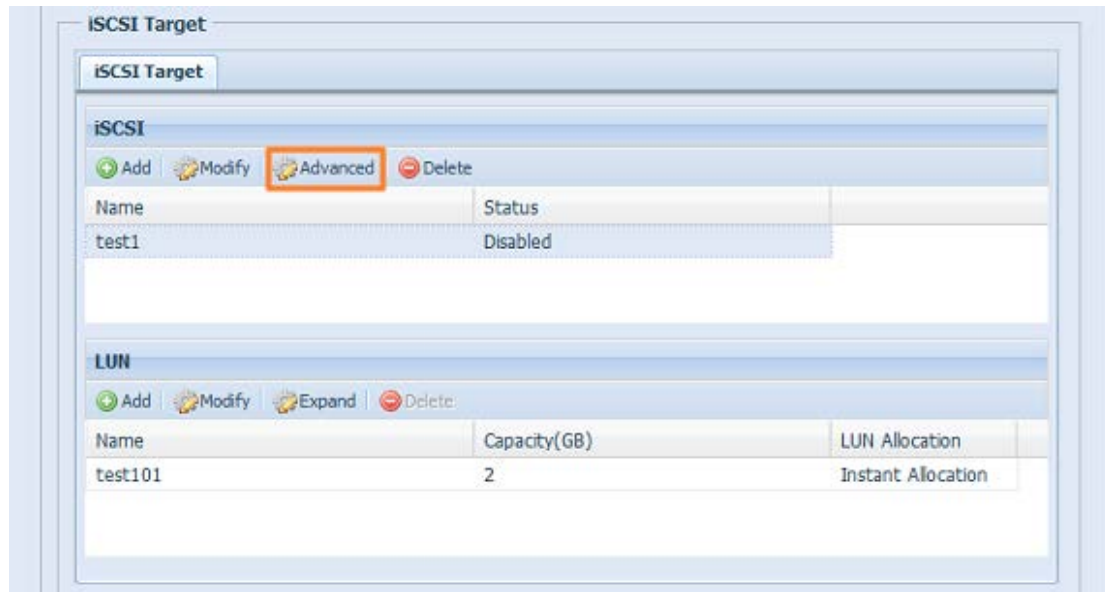 iSCSI Target
iSCSI Target
iSCSI
Add Modify Advanced Delete
Name Status
test1 Disabled
LUN
Add Modify Expand Delete
Name Capacity(GB) LUN Allocation
test101 2 Instant Allocation